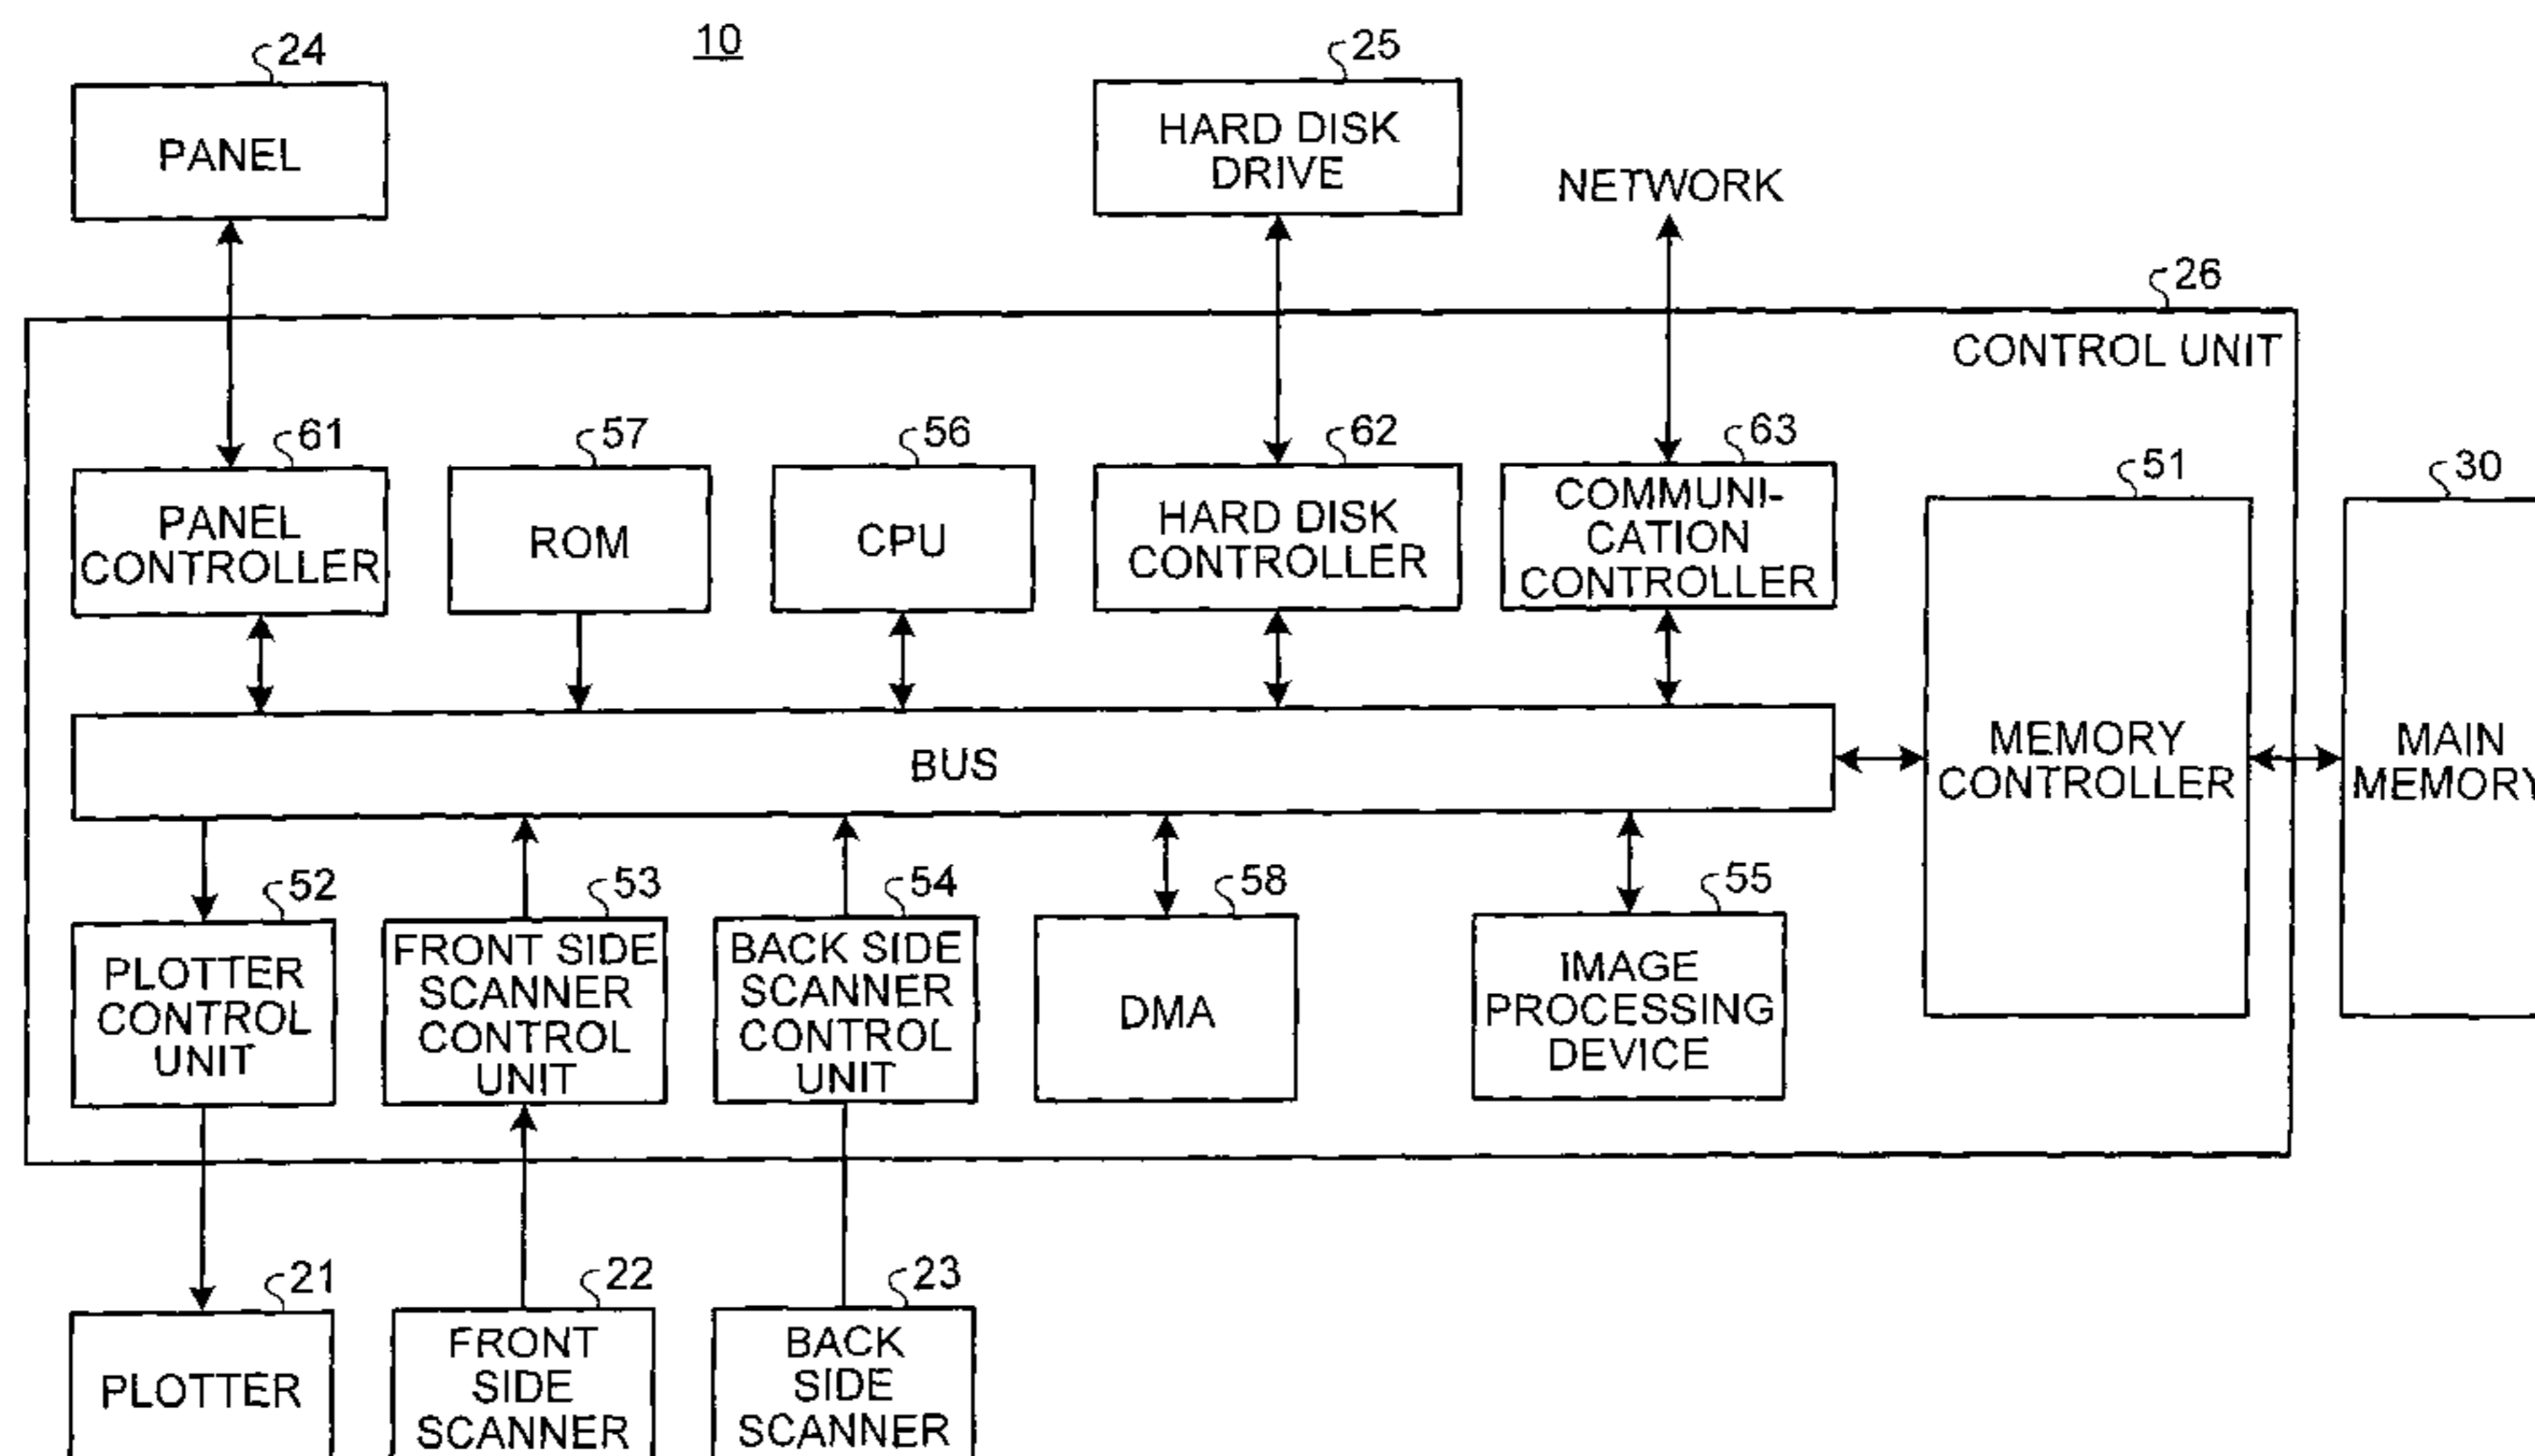 10
24
PANEL
25
HARD DISK
DRIVE
NETWORK
26
CONTROL UNIT
61
PANEL
CONTROLLER
57
ROM
56
CPU
62
HARD DISK
CONTROLLER
63
COMMUNI-
CATION
CONTROLLER
51
MEMORY
CONTROLLER
30
MAIN
MEMORY
BUS
52
PLOTTER
CONTROL
UNIT
53
FRONT SIDE
SCANNER
CONTROL
UNIT
54
BACK SIDE
SCANNER
CONTROL
UNIT
58
DMA
55
IMAGE
PROCESSING
DEVICE
21
PLOTTER
22
FRONT
SIDE
SCANNER
23
BACK
SIDE
SCANNER